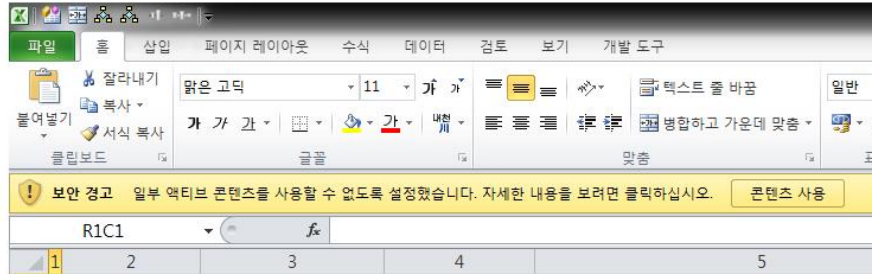 파일 홈 삽입 페이지 레이아웃 수식 데이터 검토 보기 개발 도구
잘라내기
복사
서식 복사
붙여넣기
맑은 고딕 11 가 가
가 가 가 가 내천 川
텍스트 줄 바꿈
병합하고 가운데 맞춤
일반
클립보드 글꼴 맞춤
보안 경고 일부 액티브 콘텐츠를 사용할 수 없도록 설정했습니다. 자세한 내용을 보려면 클릭하십시오. 콘텐츠 사용
R1C1 fx
1 2 3 4 5